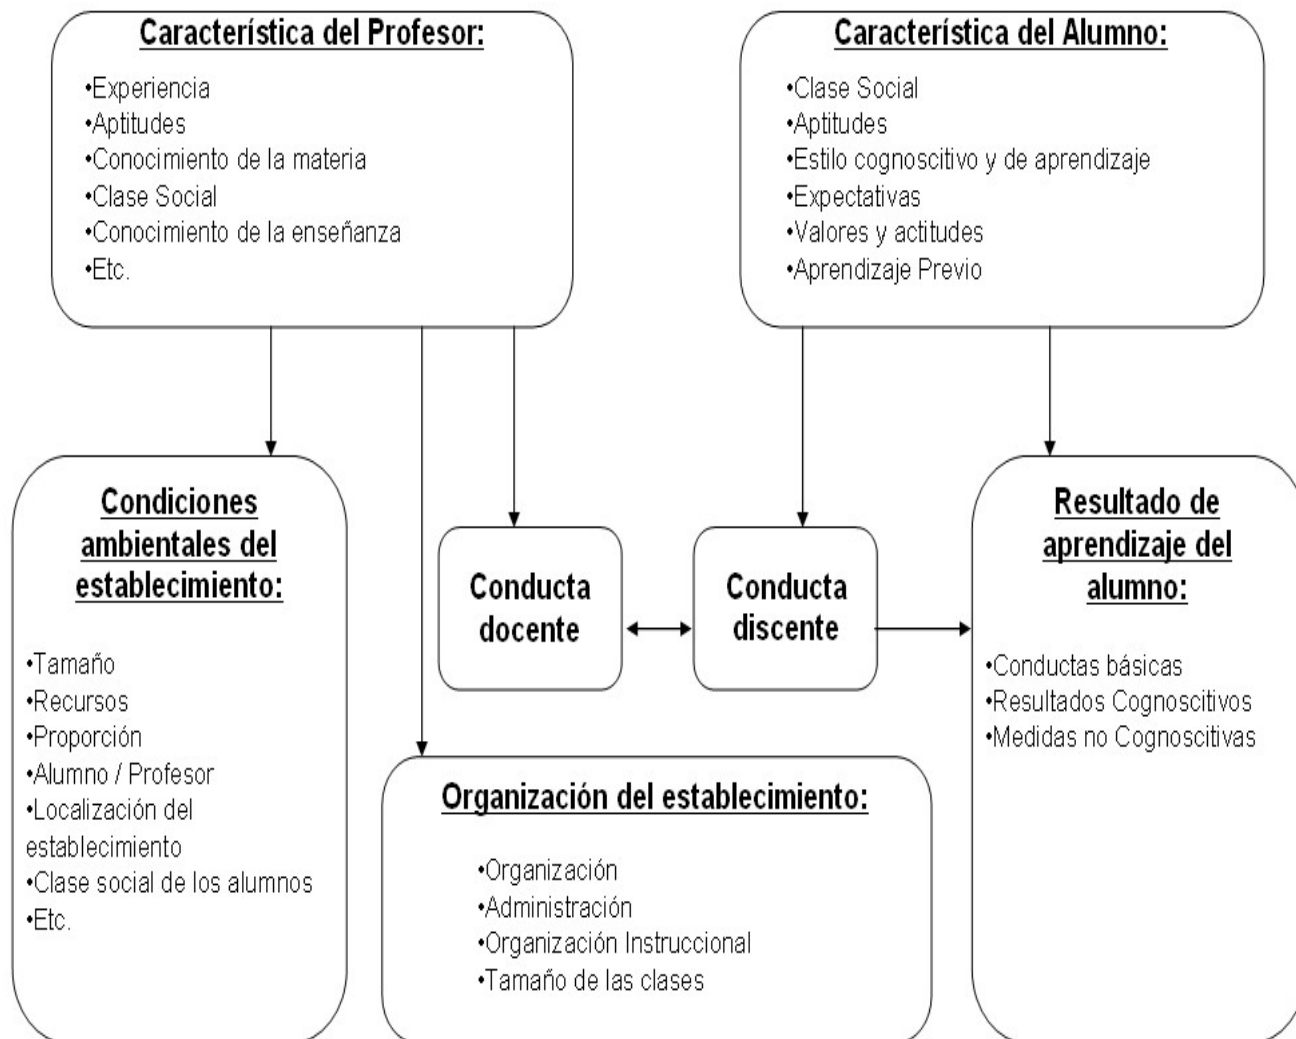 Característica del Profesor:
•Experiencia
•Aptitudes
•Conocimiento de la materia
•Clase Social
•Conocimiento de la enseñanza
•Etc.
Característica del Alumno:
•Clase Social
•Aptitudes
•Estilo cognoscitivo y de aprendizaje
•Expectativas
•Valores y actitudes
•Aprendizaje Previo
Condiciones
ambientales del
establecimiento:
•Tamaño
•Recursos
•Proporción
•Alumno / Profesor
•Localización del
establecimiento
•Clase social de los alumnos
•Etc.
Conducta
docente
Conducta
discente
Resultado de
aprendizaje del
alumno:
•Conductas básicas
•Resultados Cognoscitivos
•Medidas no Cognoscitivas
Organización del establecimiento:
•Organización
•Administración
•Organización Instruccional
•Tamaño de las clases